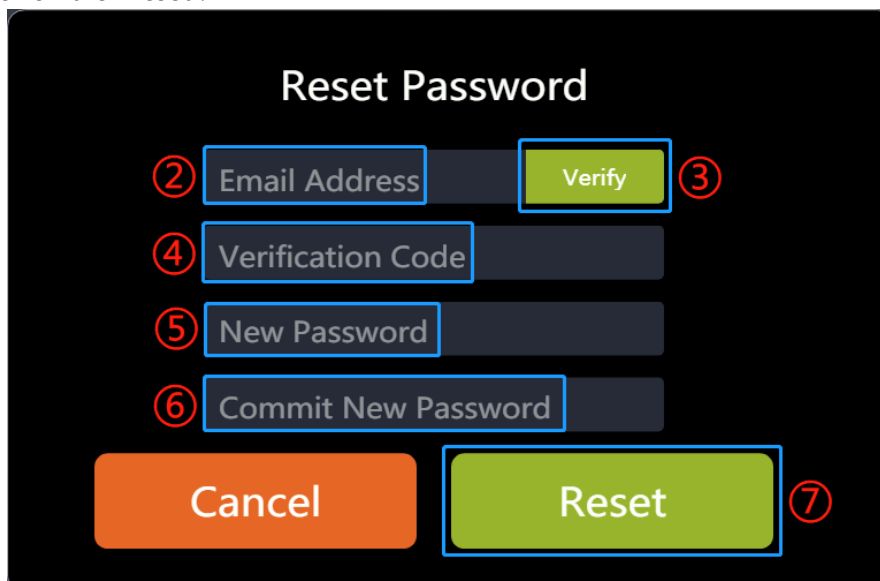 Reset Password
② Email Address Verify ③
④ Verification Code
⑤ New Password
⑥ Commit New Password
Cancel Reset ⑦